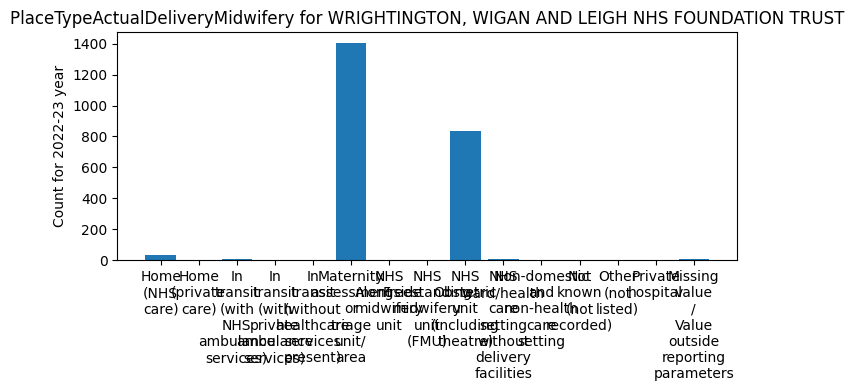 PlaceTypeActualDeliveryMidwifery for WRIGHTINGTON, WIGAN AND LEIGH NHS FOUNDATION TRUST
1400
1200
1000
800
600
400
200
0
Count for 2022-23 year
Home
(NHS
care)
Home
(private
care)
In
transit
(with
NHS
ambulance
services)
In
transit
(with
private
ambulance
services)
In
transit
(without
healthcare
services
present)
Maternity
assessment
or
triage
unit/
area
NHS
Alongside
midwifery
unit
NHS
Freestanding
midwifery
unit
(FMU)
NHS
Obstetric
unit
(including
theatre)
NHS
ward/health
care
setting
without
delivery
facilities
Non-domestic
and
non-health
care
setting
Not
known
(not
recorded)
Other
(not
listed)
Private
hospital
Missing
Value
/
Value
outside
reporting
parameters